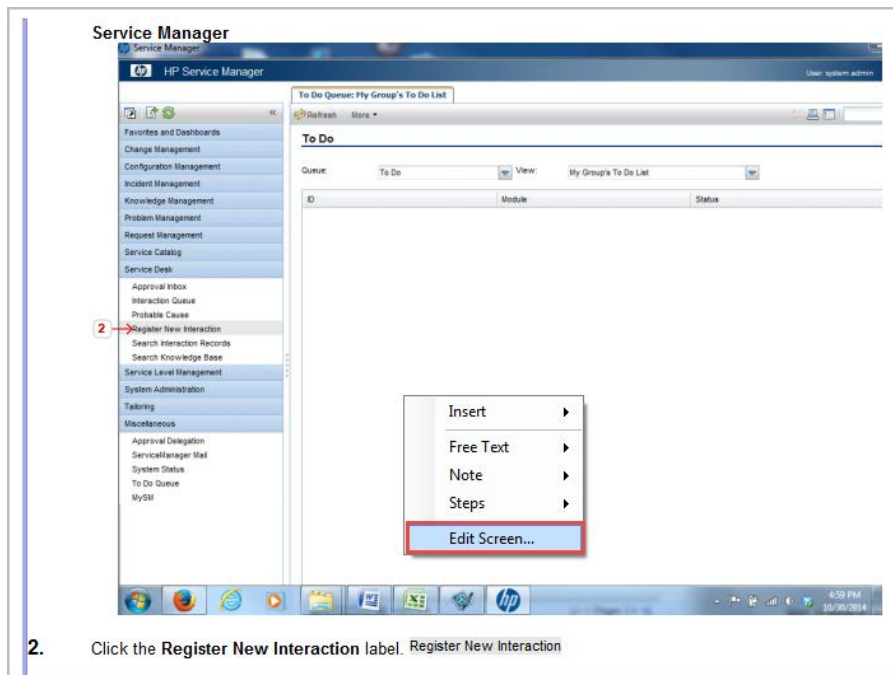 Service Manager
Service Manager
HP Service Manager
User: system.admin
To Do Queue: My Group's To Do List
Refresh More
Favorites and Dashboards
Change Management
Configuration Management
Incident Management
Knowledge Management
Problem Management
Request Management
Service Catalog
Service Desk
Approval Inbox
Interaction Queue
Probable Cause
2
Register New Interaction
Search Interaction Records
Search Knowledge Base
Service Level Management
System Administration
Tailoring
Miscellaneous
Approval Delegation
ServiceManager Mail
System Status
To Do Queue
MySM
To Do
Queue: To Do View: My Group's To Do List
ID Module Status
Insert
Free Text
Note
Steps
Edit Screen...
hp
4:59 PM
10/30/2014
2. Click the Register New Interaction label. Register New Interaction